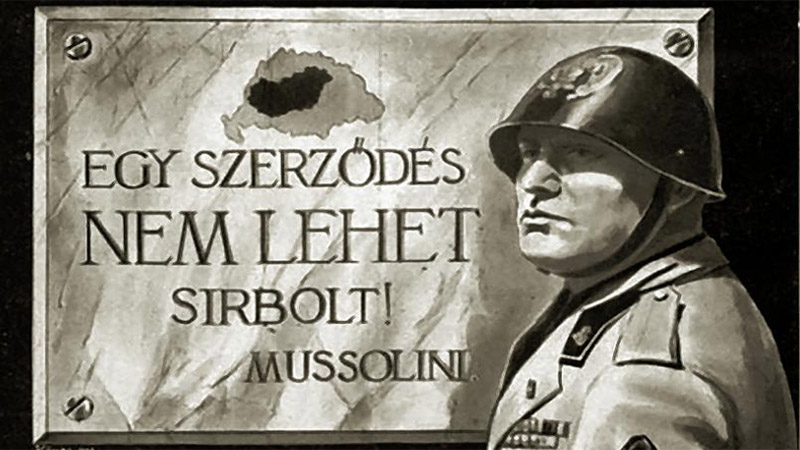 EGY SZERZŐDÉS
NEM LEHET
SIRBOLT!
MUSSOLINI.